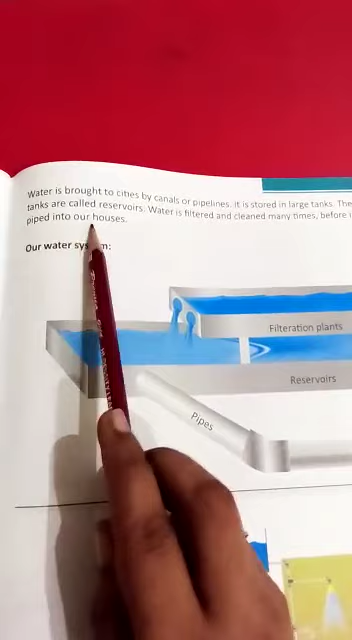 Water is brought to cities by canals or pipelines. It is stored in large tanks. The
tanks are called reservoirs. Water is filtered and cleaned many times, before i
piped into our houses.
Our water system:
Filteration plants
Reservoirs
Pipes